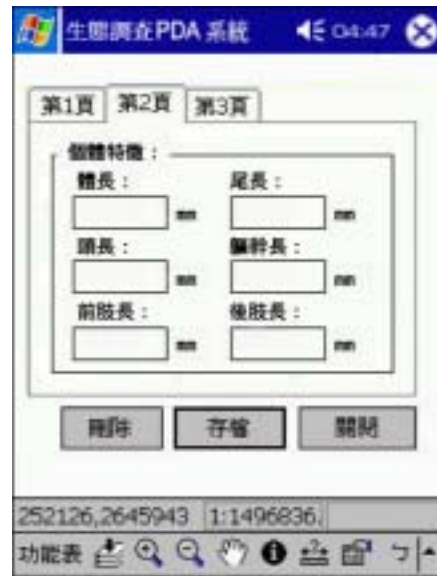 生態調查PDA 系統 04:47
第1頁 第2頁 第3頁
個體特徵：
體長： 尾長：
mm mm
頭長： 軀幹長：
mm mm
前肢長： 後肢長：
mm mm
刪除 存檔 關閉
252126,2645943 1:1496836.
功能表 ㄅ